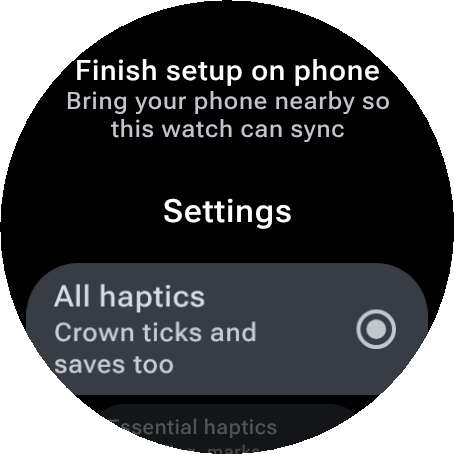 Finish setup on phone
Bring your phone nearby so
this watch can sync
Settings
All haptics
Crown ticks and
saves too
Essential haptics
marks